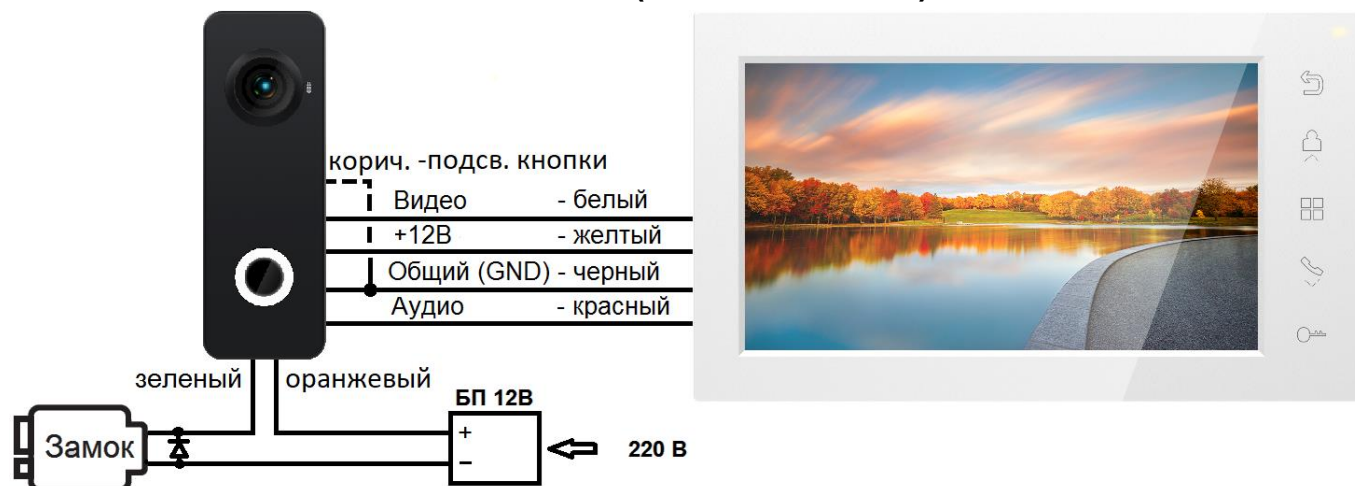 корич. -подсв. кнопки
Видео - белый
+12В - желтый
Общий (GND) - черный
Аудио - красный
зеленый оранжевый
БП 12В
Замок + 220 В
–